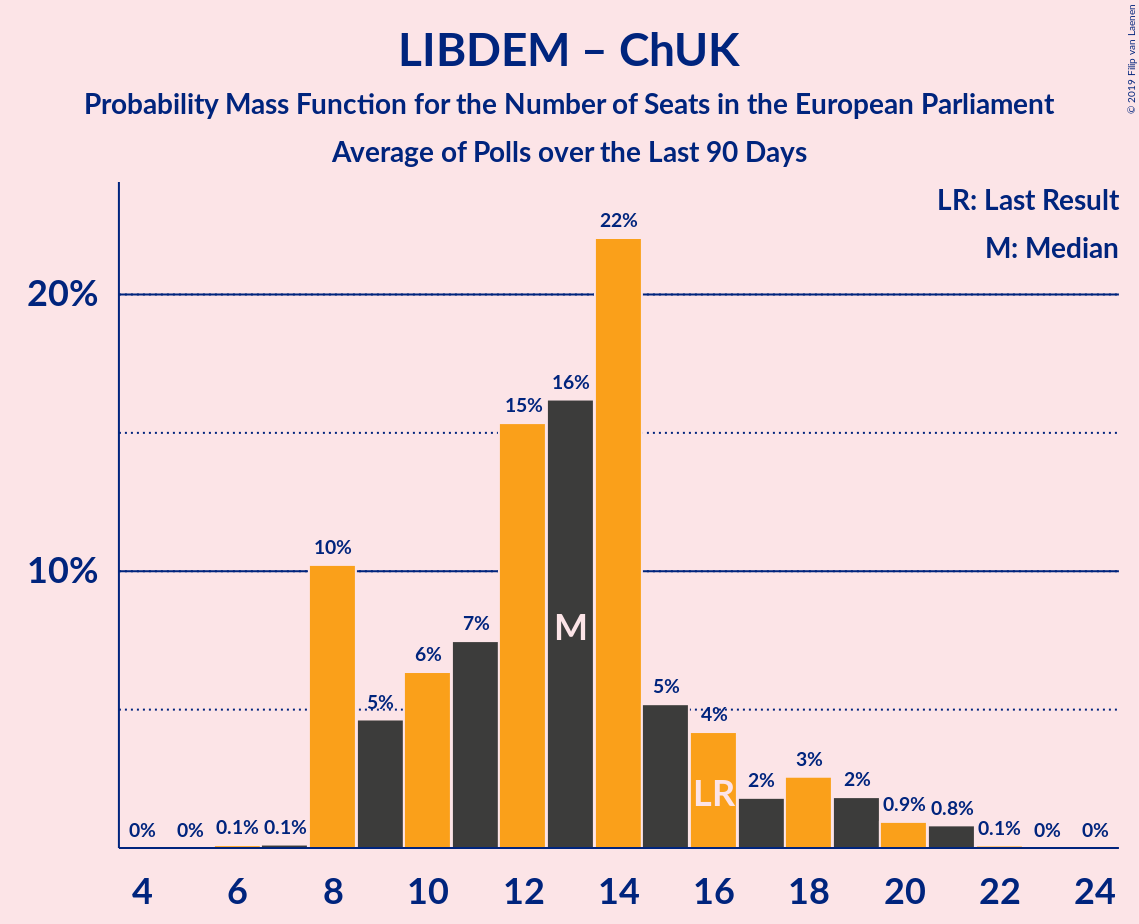 LIBDEM – ChUK
Probability Mass Function for the Number of Seats in the European Parliament
Average of Polls over the Last 90 Days
© 2019 Filip van Laenen
LR: Last Result
M: Median
20%
10%
0% 0% 0.1% 0.1% 10% 5% 6% 7% 15% 16% 22% 5% 4% 2% 3% 2% 0.9% 0.8% 0.1% 0% 0%
M
LR
4 6 8 10 12 14 16 18 20 22 24